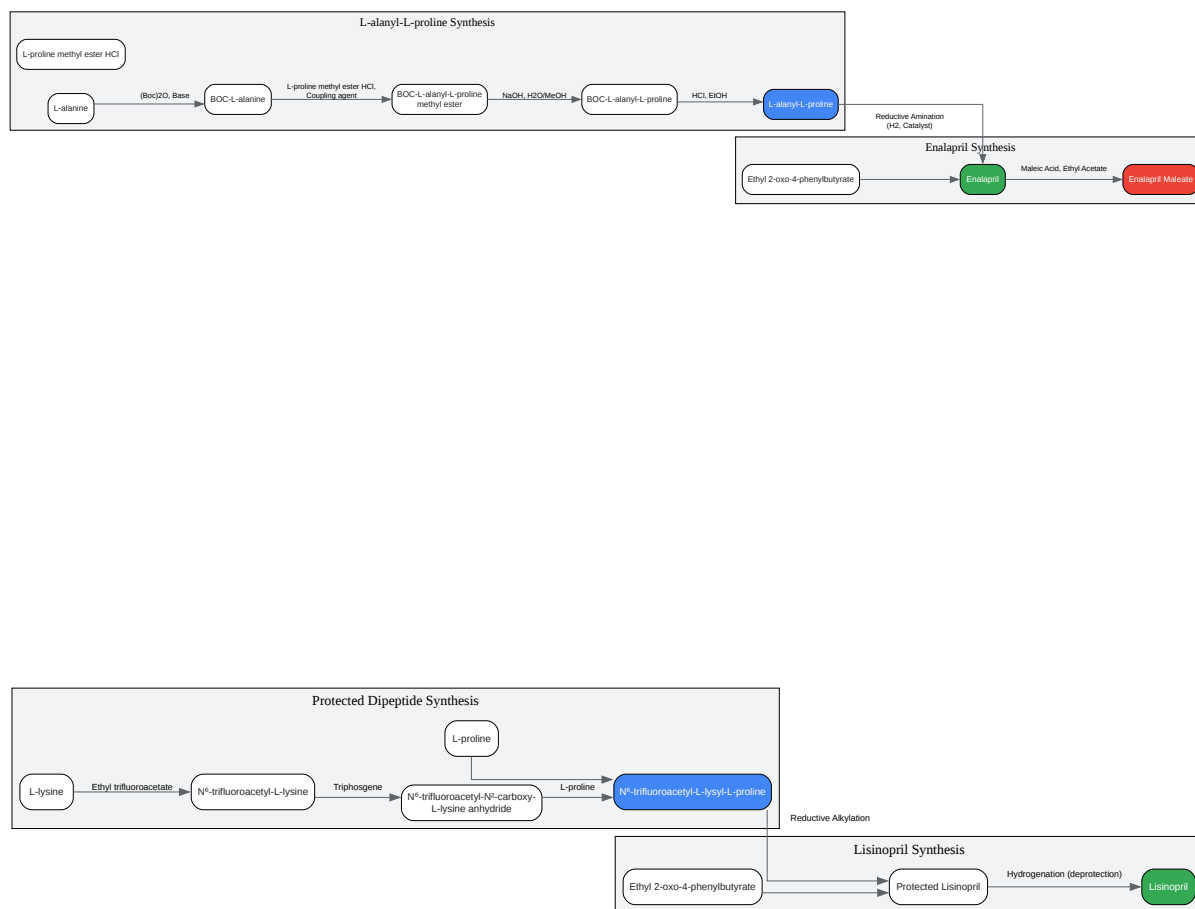 L-alanyl-L-proline Synthesis
L-proline methyl ester HCl
L-alanine
(Boc)2O, Base
BOC-L-alanine
L-proline methyl ester HCl,
Coupling agent
BOC-L-alanyl-L-proline
methyl ester
NaOH, H2O/MeOH
BOC-L-alanyl-L-proline
HCl, EtOH
L-alanyl-L-proline
Reductive Amination
(H2, Catalyst)
Enalapril Synthesis
Ethyl 2-oxo-4-phenylbutyrate
Enalapril
Maleic Acid, Ethyl Acetate
Enalapril Maleate
Protected Dipeptide Synthesis
L-proline
L-lysine
Ethyl trifluoroacetate
N⁶-trifluoroacetyl-L-lysine
Triphosgene
N⁶-trifluoroacetyl-N²-carboxy-
L-lysine anhydride
L-proline
N⁶-trifluoroacetyl-L-lysyl-L-proline
Reductive Alkylation
Lisinopril Synthesis
Ethyl 2-oxo-4-phenylbutyrate
Protected Lisinopril
Hydrogenation (deprotection)
Lisinopril